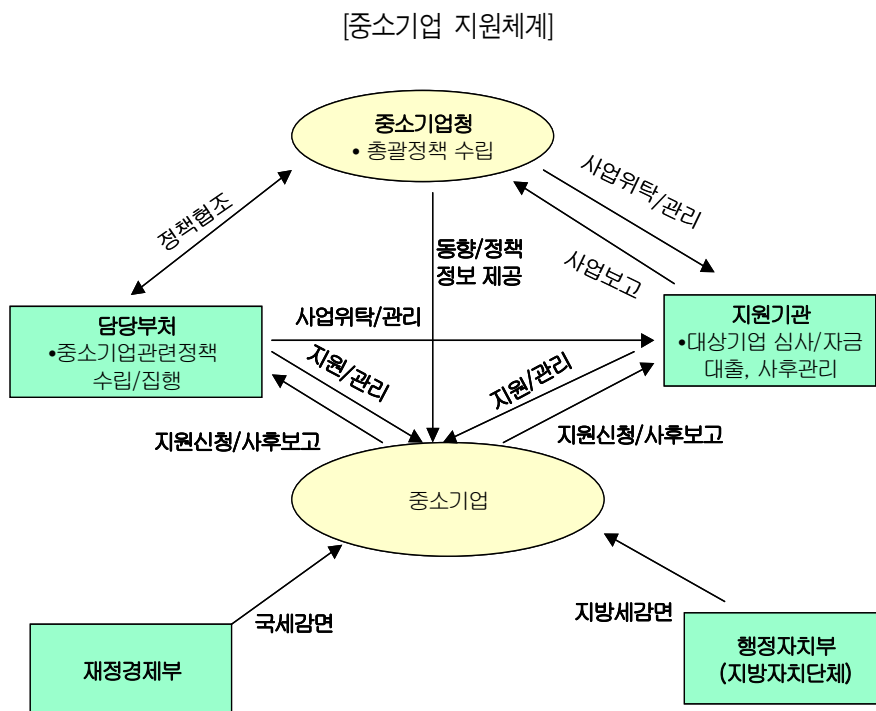 [중소기업 지원체계]
중소기업청
• 총괄정책 수립
정책협조
사업위탁/관리
사업보고
동향/정책
정보 제공
담당부처
•중소기업관련정책
수립/집행
사업위탁/관리
지원기관
•대상기업 심사/자금
대출, 사후관리
지원/관리
지원/관리
지원신청/사후보고
지원신청/사후보고
중소기업
국세감면
지방세감면
재정경제부
행정자치부
(지방자치단체)